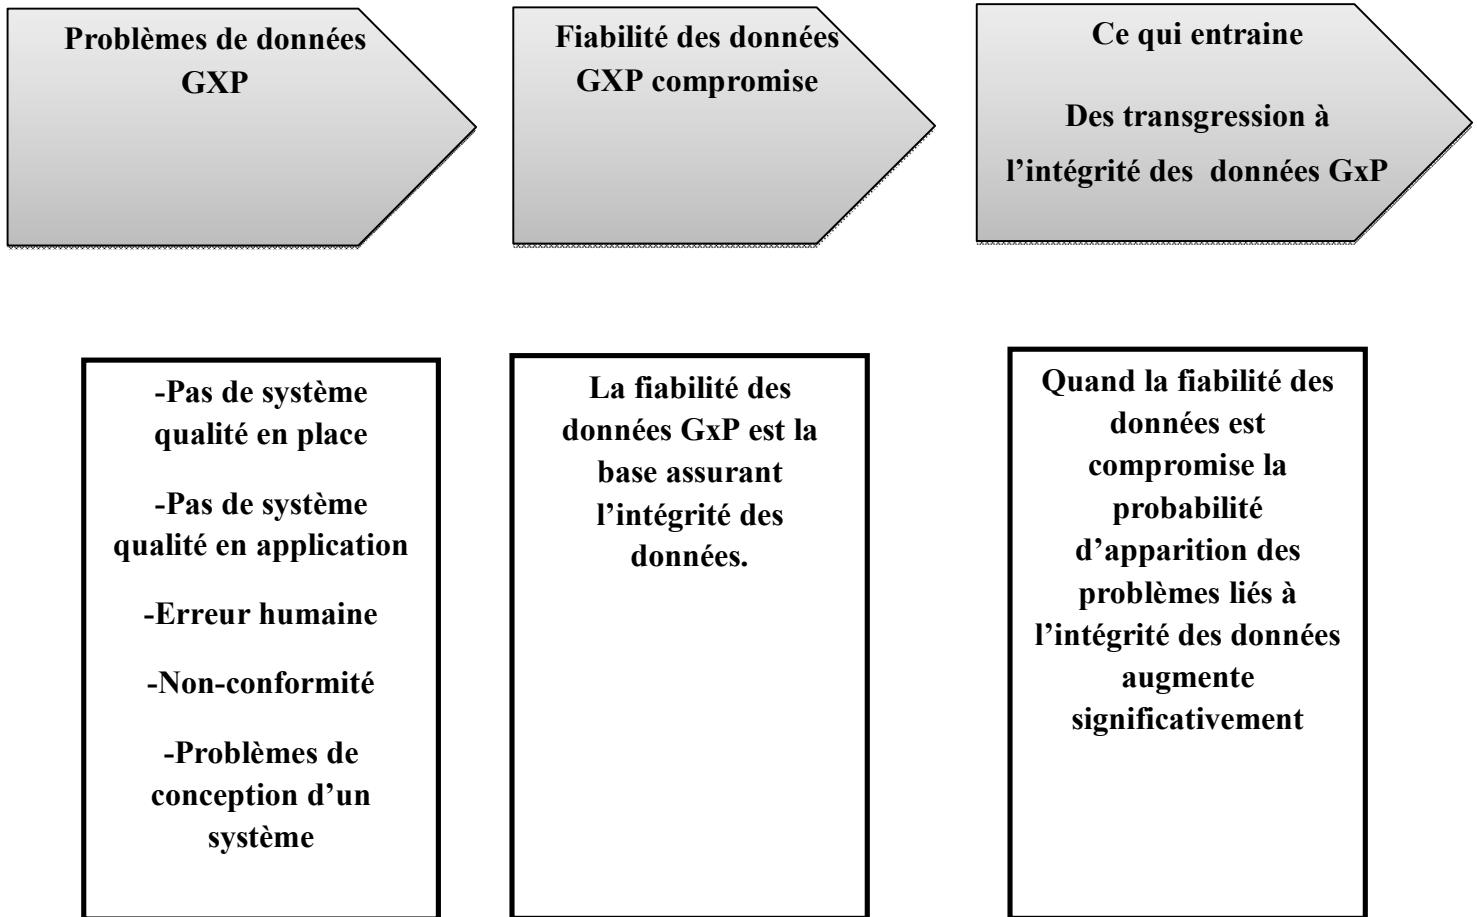 Problèmes de données
GXP
Fiabilité des données
GXP compromise
Ce qui entraine
Des transgression à
l’intégrité des données GxP
-Pas de système
qualité en place
-Pas de système
qualité en application
-Erreur humaine
-Non-conformité
-Problèmes de
conception d’un
système
La fiabilité des
données GxP est la
base assurant
l’intégrité des
données.
Quand la fiabilité des
données est
compromise la
probabilité
d’apparition des
problèmes liés à
l’intégrité des données
augmente
significativement